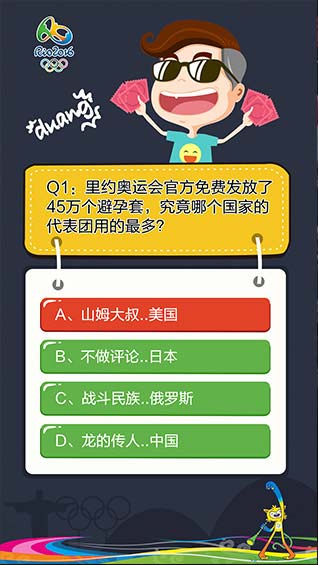 Rio2016
duang
Q1：里约奥运会官方免费发放了
45万个避孕套，究竟哪个国家的
代表团用的最多？
A、山姆大叔..美国
B、不做评论..日本
C、战斗民族..俄罗斯
D、龙的传人..中国